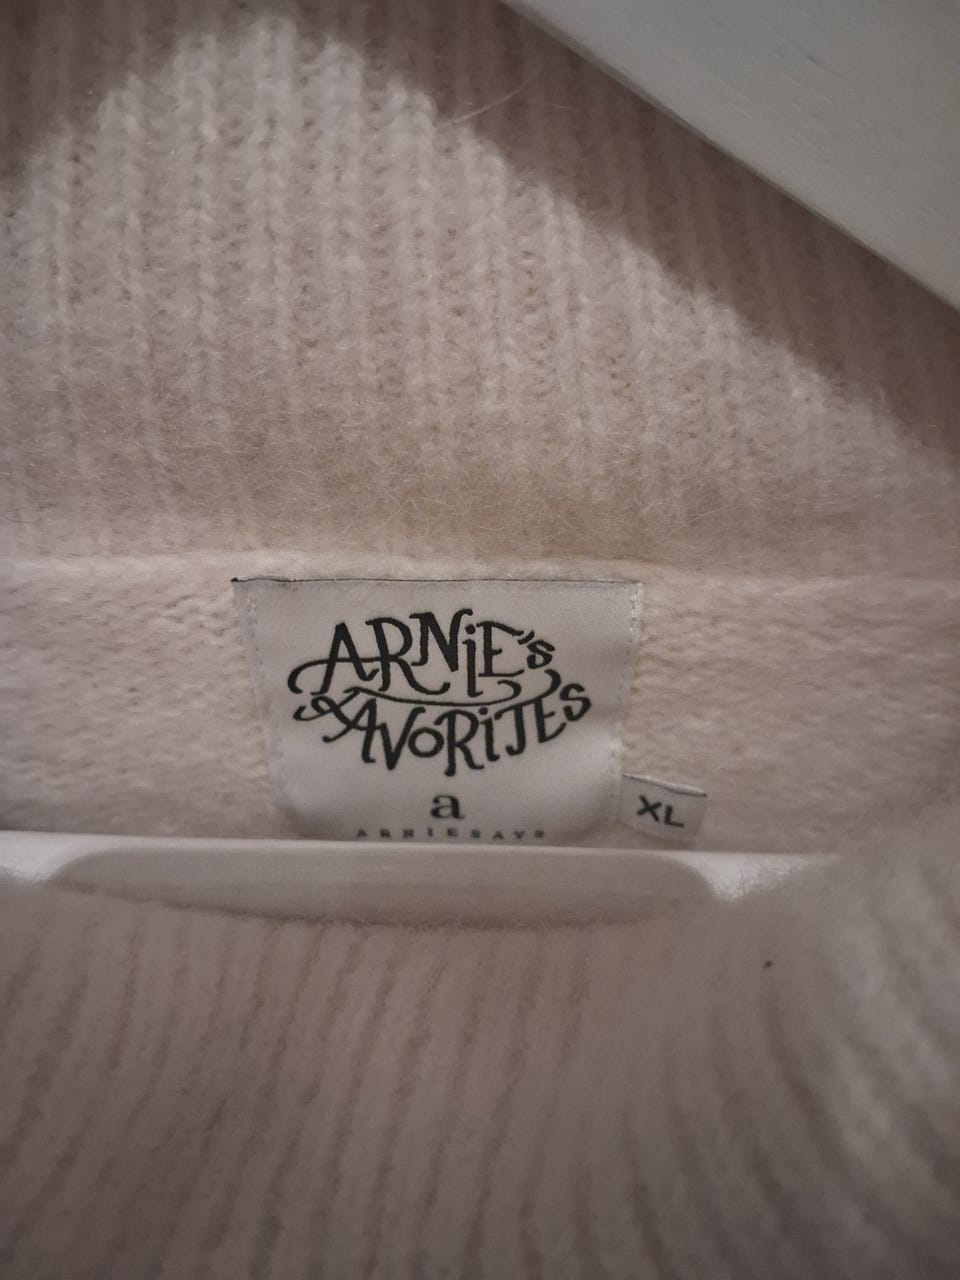 ARNiE's
FAVORiTES
a
ARNIESAYS
XL